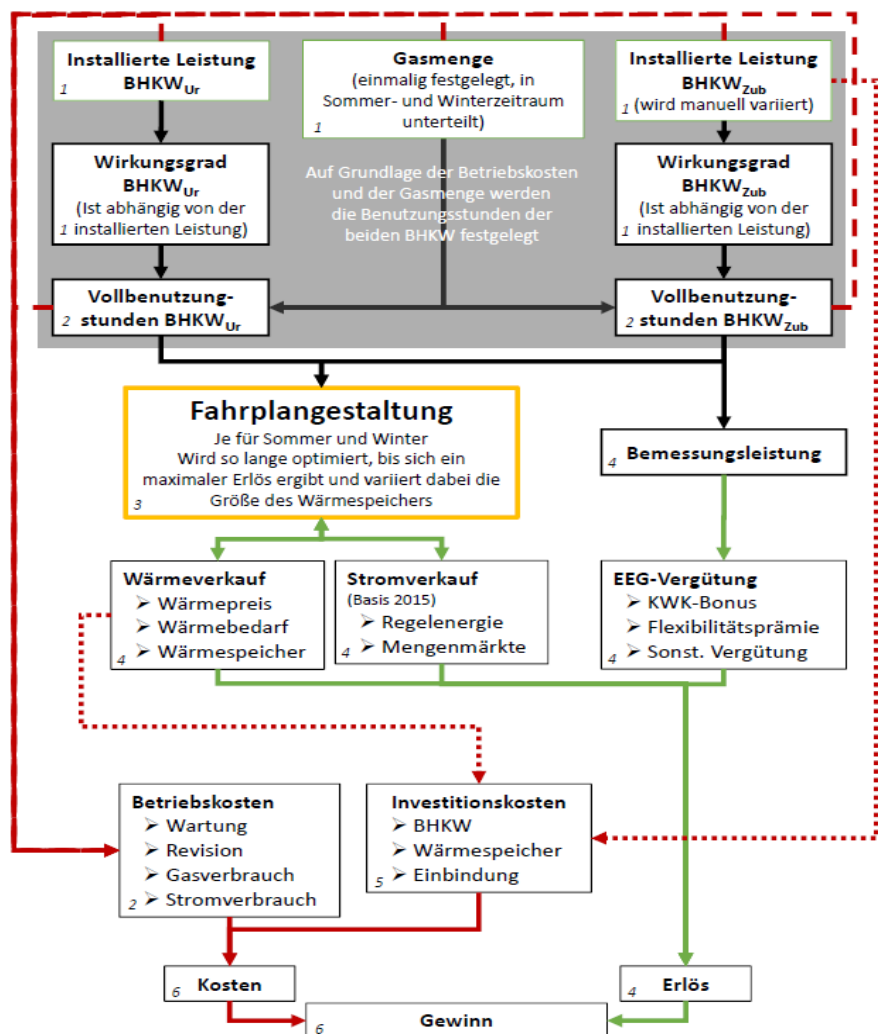 Installierte Leistung
BHKW_Ur
1
Gasmenge
(einmalig festgelegt, in
Sommer- und Winterzeitraum
unterteilt)
1
Installierte Leistung
BHKW_Zub
1 (wird manuell variiert)
Wirkungsgrad
BHKW_Ur
(Ist abhängig von der
1 installierten Leistung)
Auf Grundlage der Betriebskosten
und der Gasmenge werden
die Benutzungsstunden der
beiden BHKW festgelegt
Wirkungsgrad
BHKW_Zub
(Ist abhängig von der
1 installierten Leistung)
Vollbenutzung-
2 stunden BHKW_Ur
Vollbenutzung-
2 stunden BHKW_Zub
Fahrplangestaltung
Je für Sommer und Winter
Wird so lange optimiert, bis sich ein
maximaler Erlös ergibt und variiert dabei die
3 Größe des Wärmespeichers
4 Bemessungsleistung
Wärmeverkauf
➤ Wärmepreis
➤ Wärmebedarf
4 ➤ Wärmespeicher
Stromverkauf
(Basis 2015)
➤ Regelenergie
4 ➤ Mengenmärkte
EEG-Vergütung
➤ KWK-Bonus
➤ Flexibilitätsprämie
4 ➤ Sonst. Vergütung
Betriebskosten
➤ Wartung
➤ Revision
➤ Gasverbrauch
2 ➤ Stromverbrauch
Investitionskosten
➤ BHKW
➤ Wärmespeicher
5 ➤ Einbindung
6 Kosten
4 Erlös
6 Gewinn